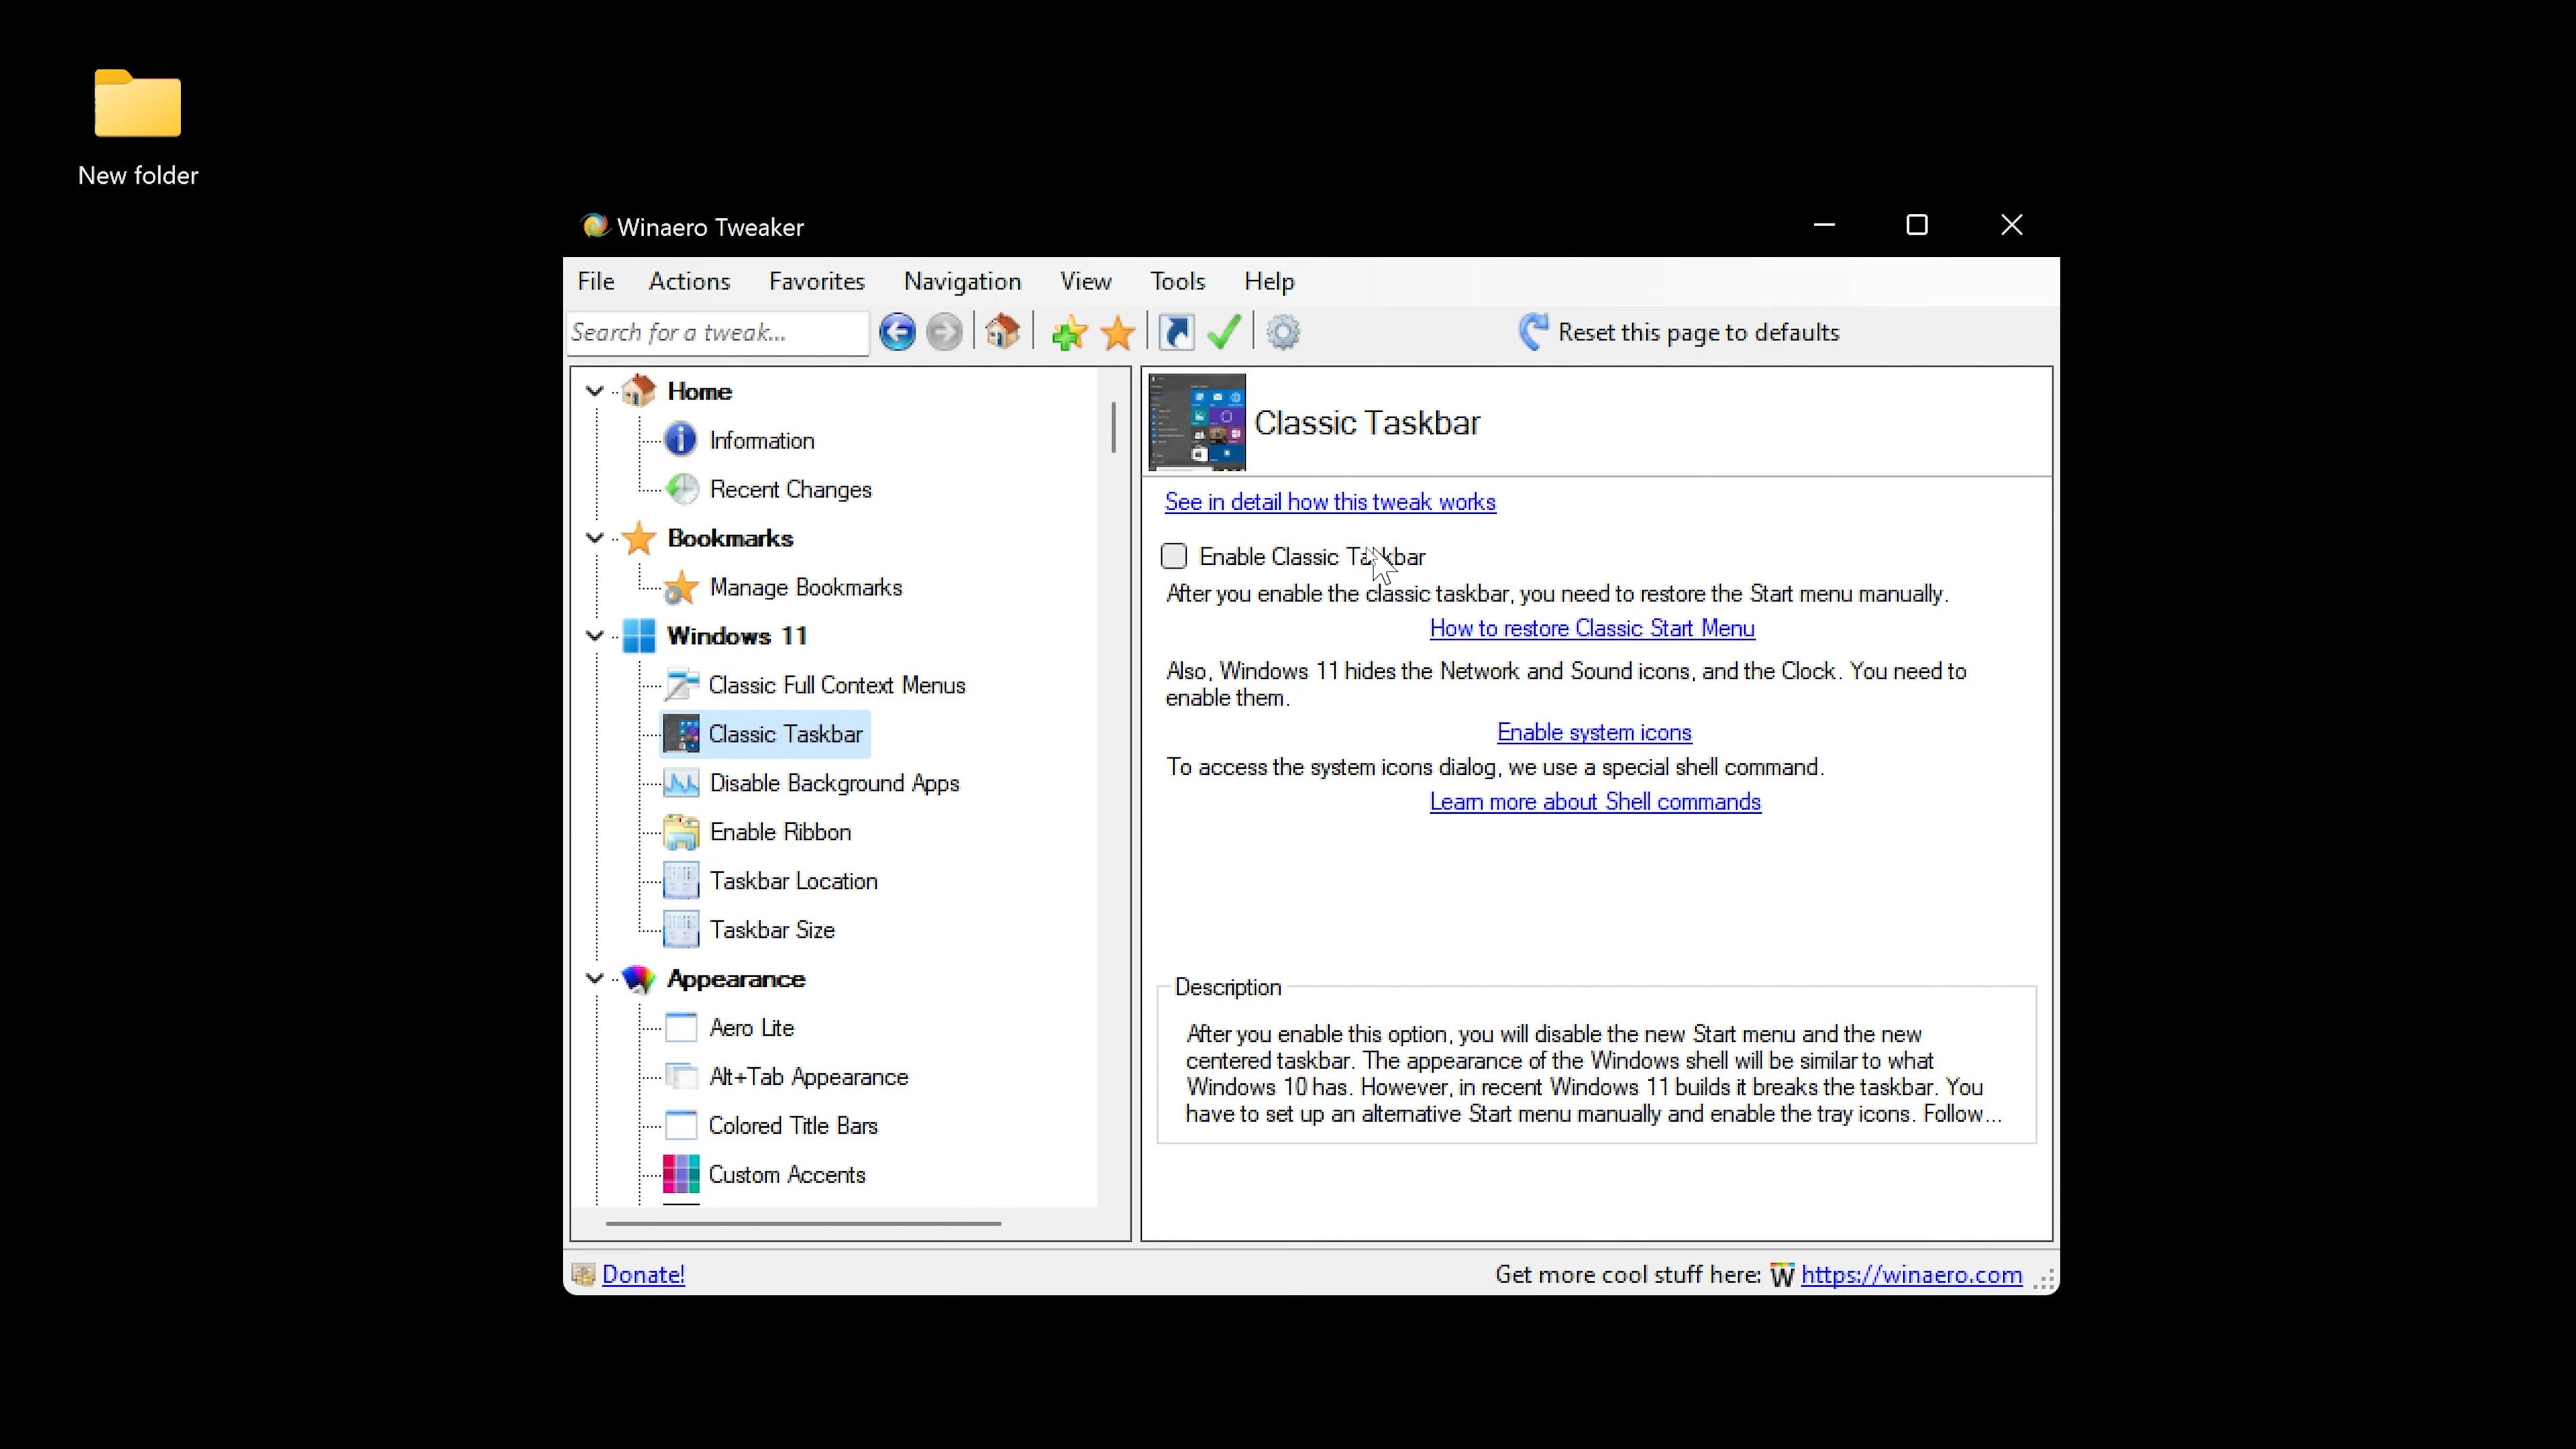 New folder
Winaero Tweaker
File Actions Favorites Navigation View Tools Help
Search for a tweak...
Reset this page to defaults
Home
Information
Recent Changes
Bookmarks
Manage Bookmarks
Windows 11
Classic Full Context Menus
Classic Taskbar
Disable Background Apps
Enable Ribbon
Taskbar Location
Taskbar Size
Appearance
Aero Lite
Alt+Tab Appearance
Colored Title Bars
Custom Accents
Classic Taskbar
See in detail how this tweak works
Enable Classic Taskbar
After you enable the classic taskbar, you need to restore the Start menu manually.
How to restore Classic Start Menu
Also, Windows 11 hides the Network and Sound icons, and the Clock. You need to
enable them.
Enable system icons
To access the system icons dialog, we use a special shell command.
Learn more about Shell commands
Description
After you enable this option, you will disable the new Start menu and the new
centered taskbar. The appearance of the Windows shell will be similar to what
Windows 10 has. However, in recent Windows 11 builds it breaks the taskbar. You
have to set up an alternative Start menu manually and enable the tray icons. Follow...
Donate!
Get more cool stuff here: W https://winaero.com